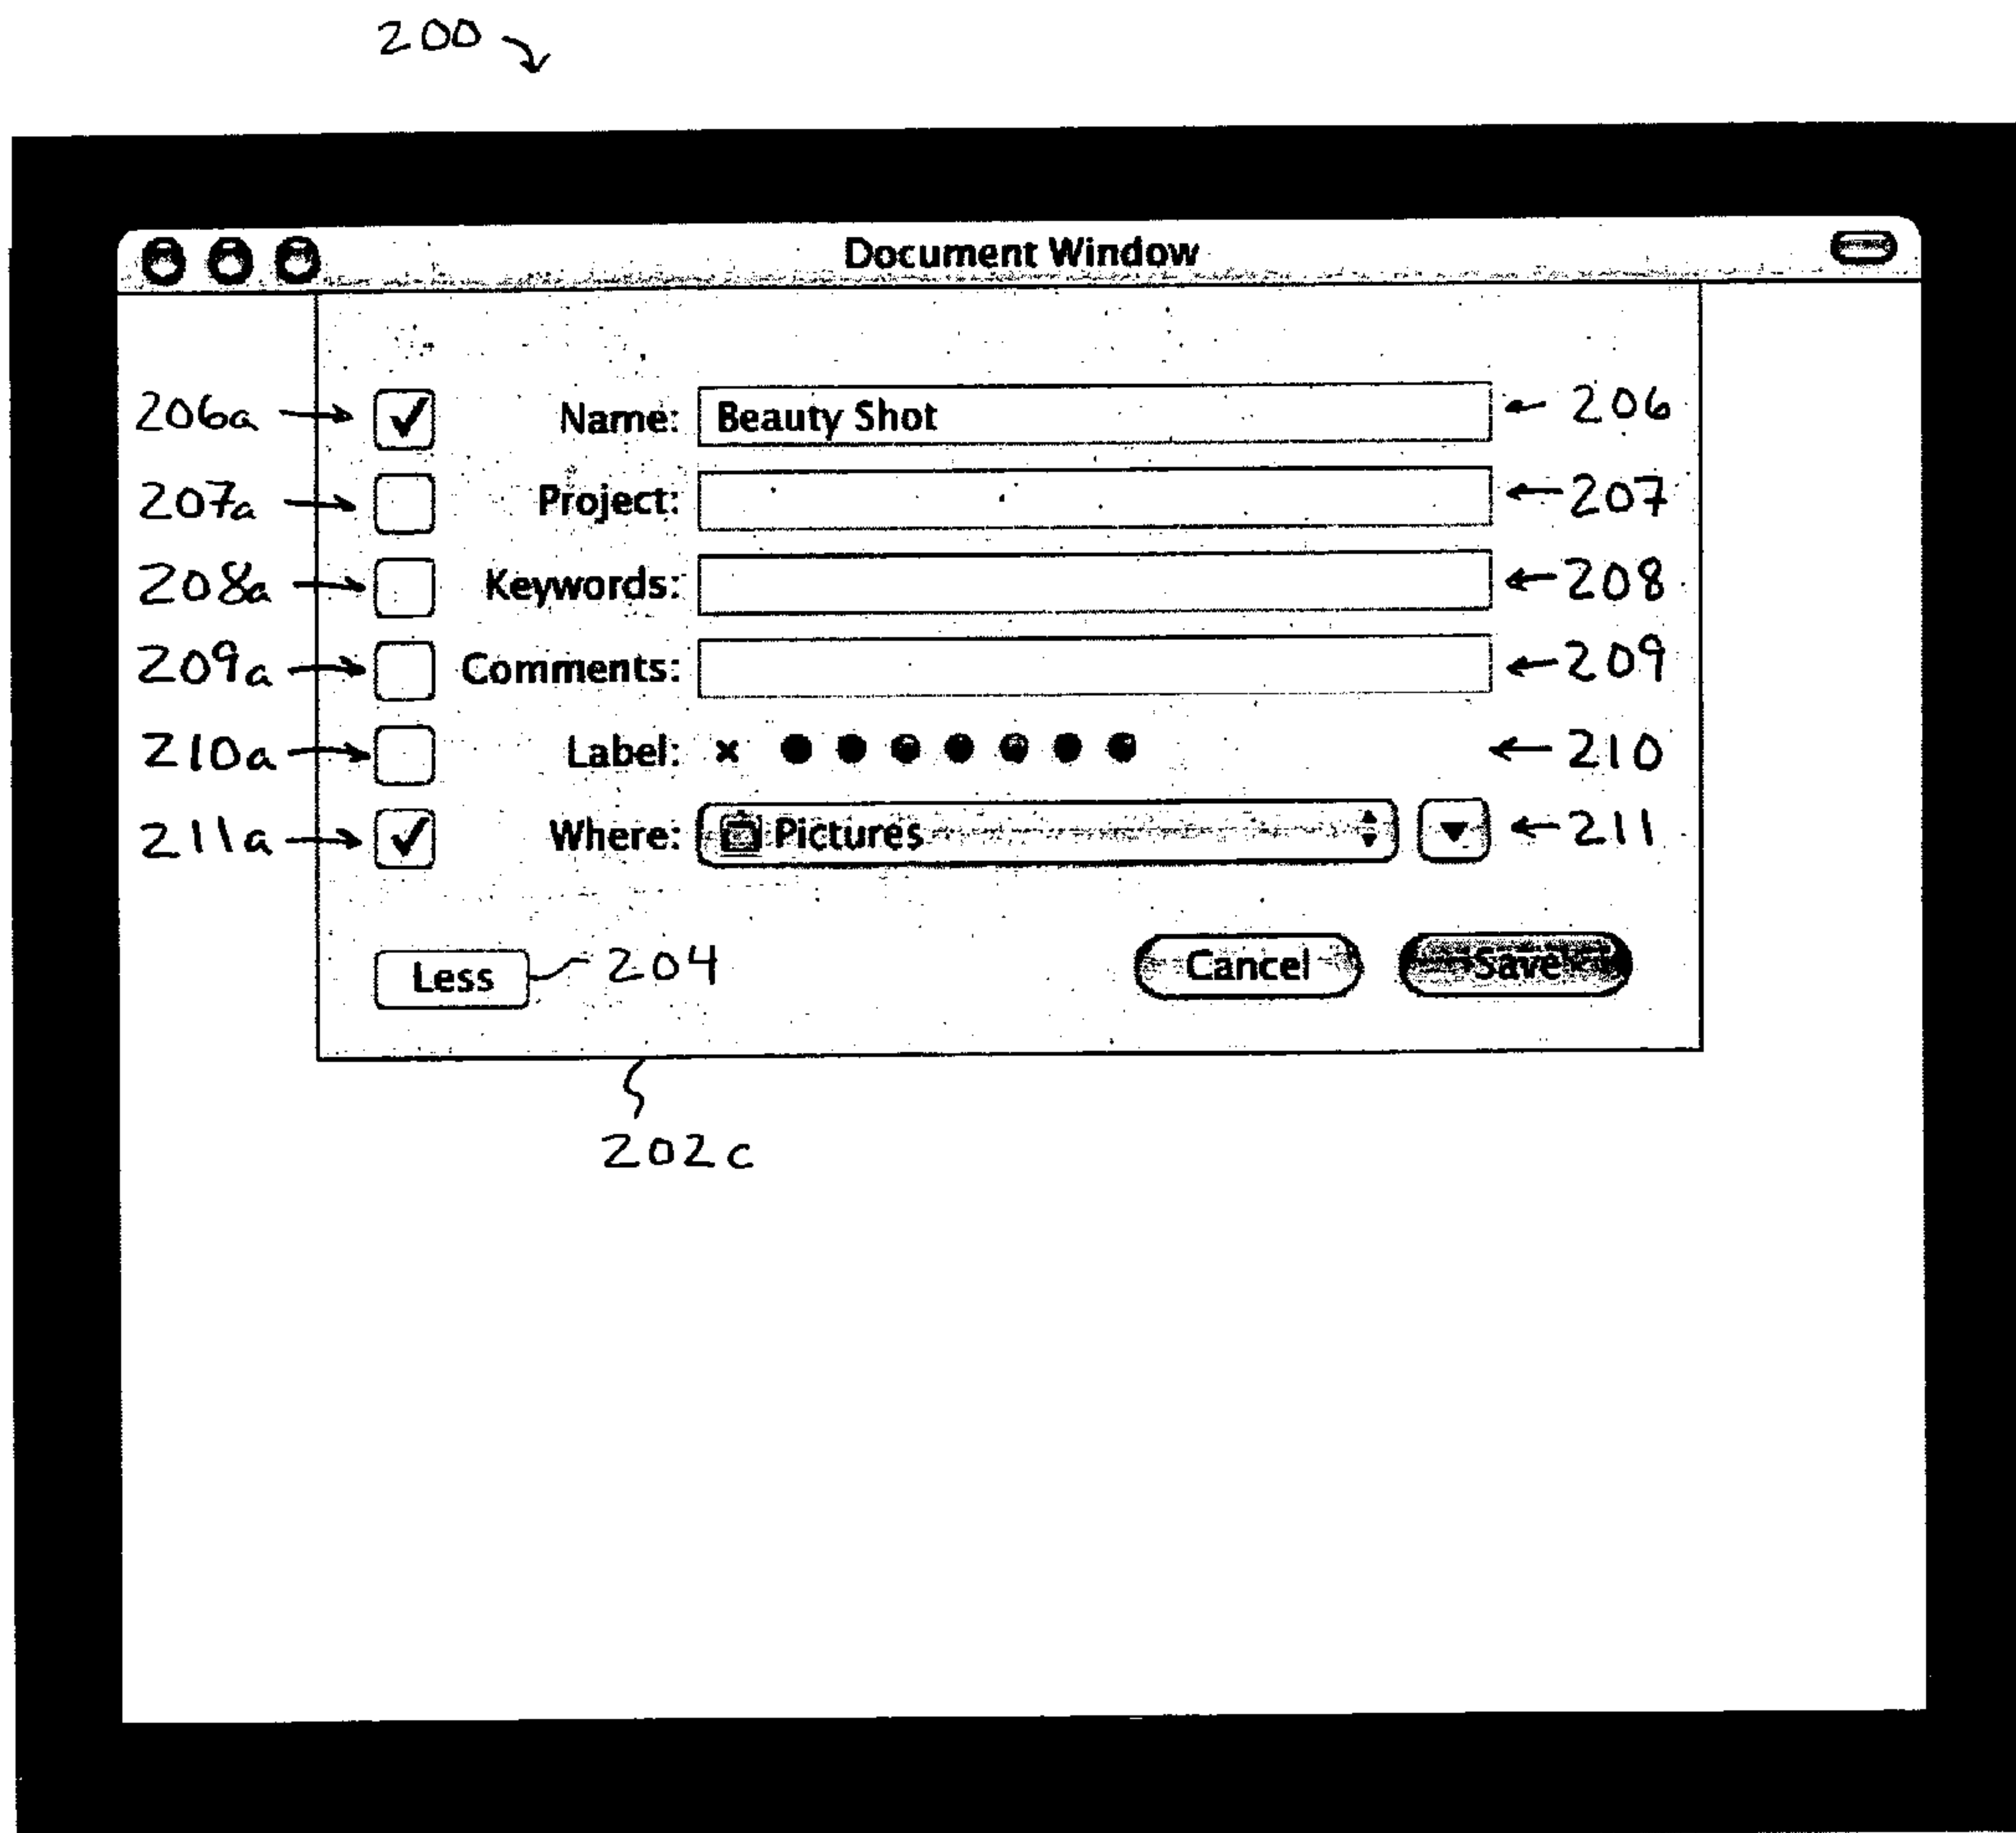 200
Document Window
206a Name: Beauty Shot 206
207a Project: 207
208a Keywords: 208
209a Comments: 209
210a Label: x 210
211a Where: Pictures 211
Less 204 Cancel Save
202c